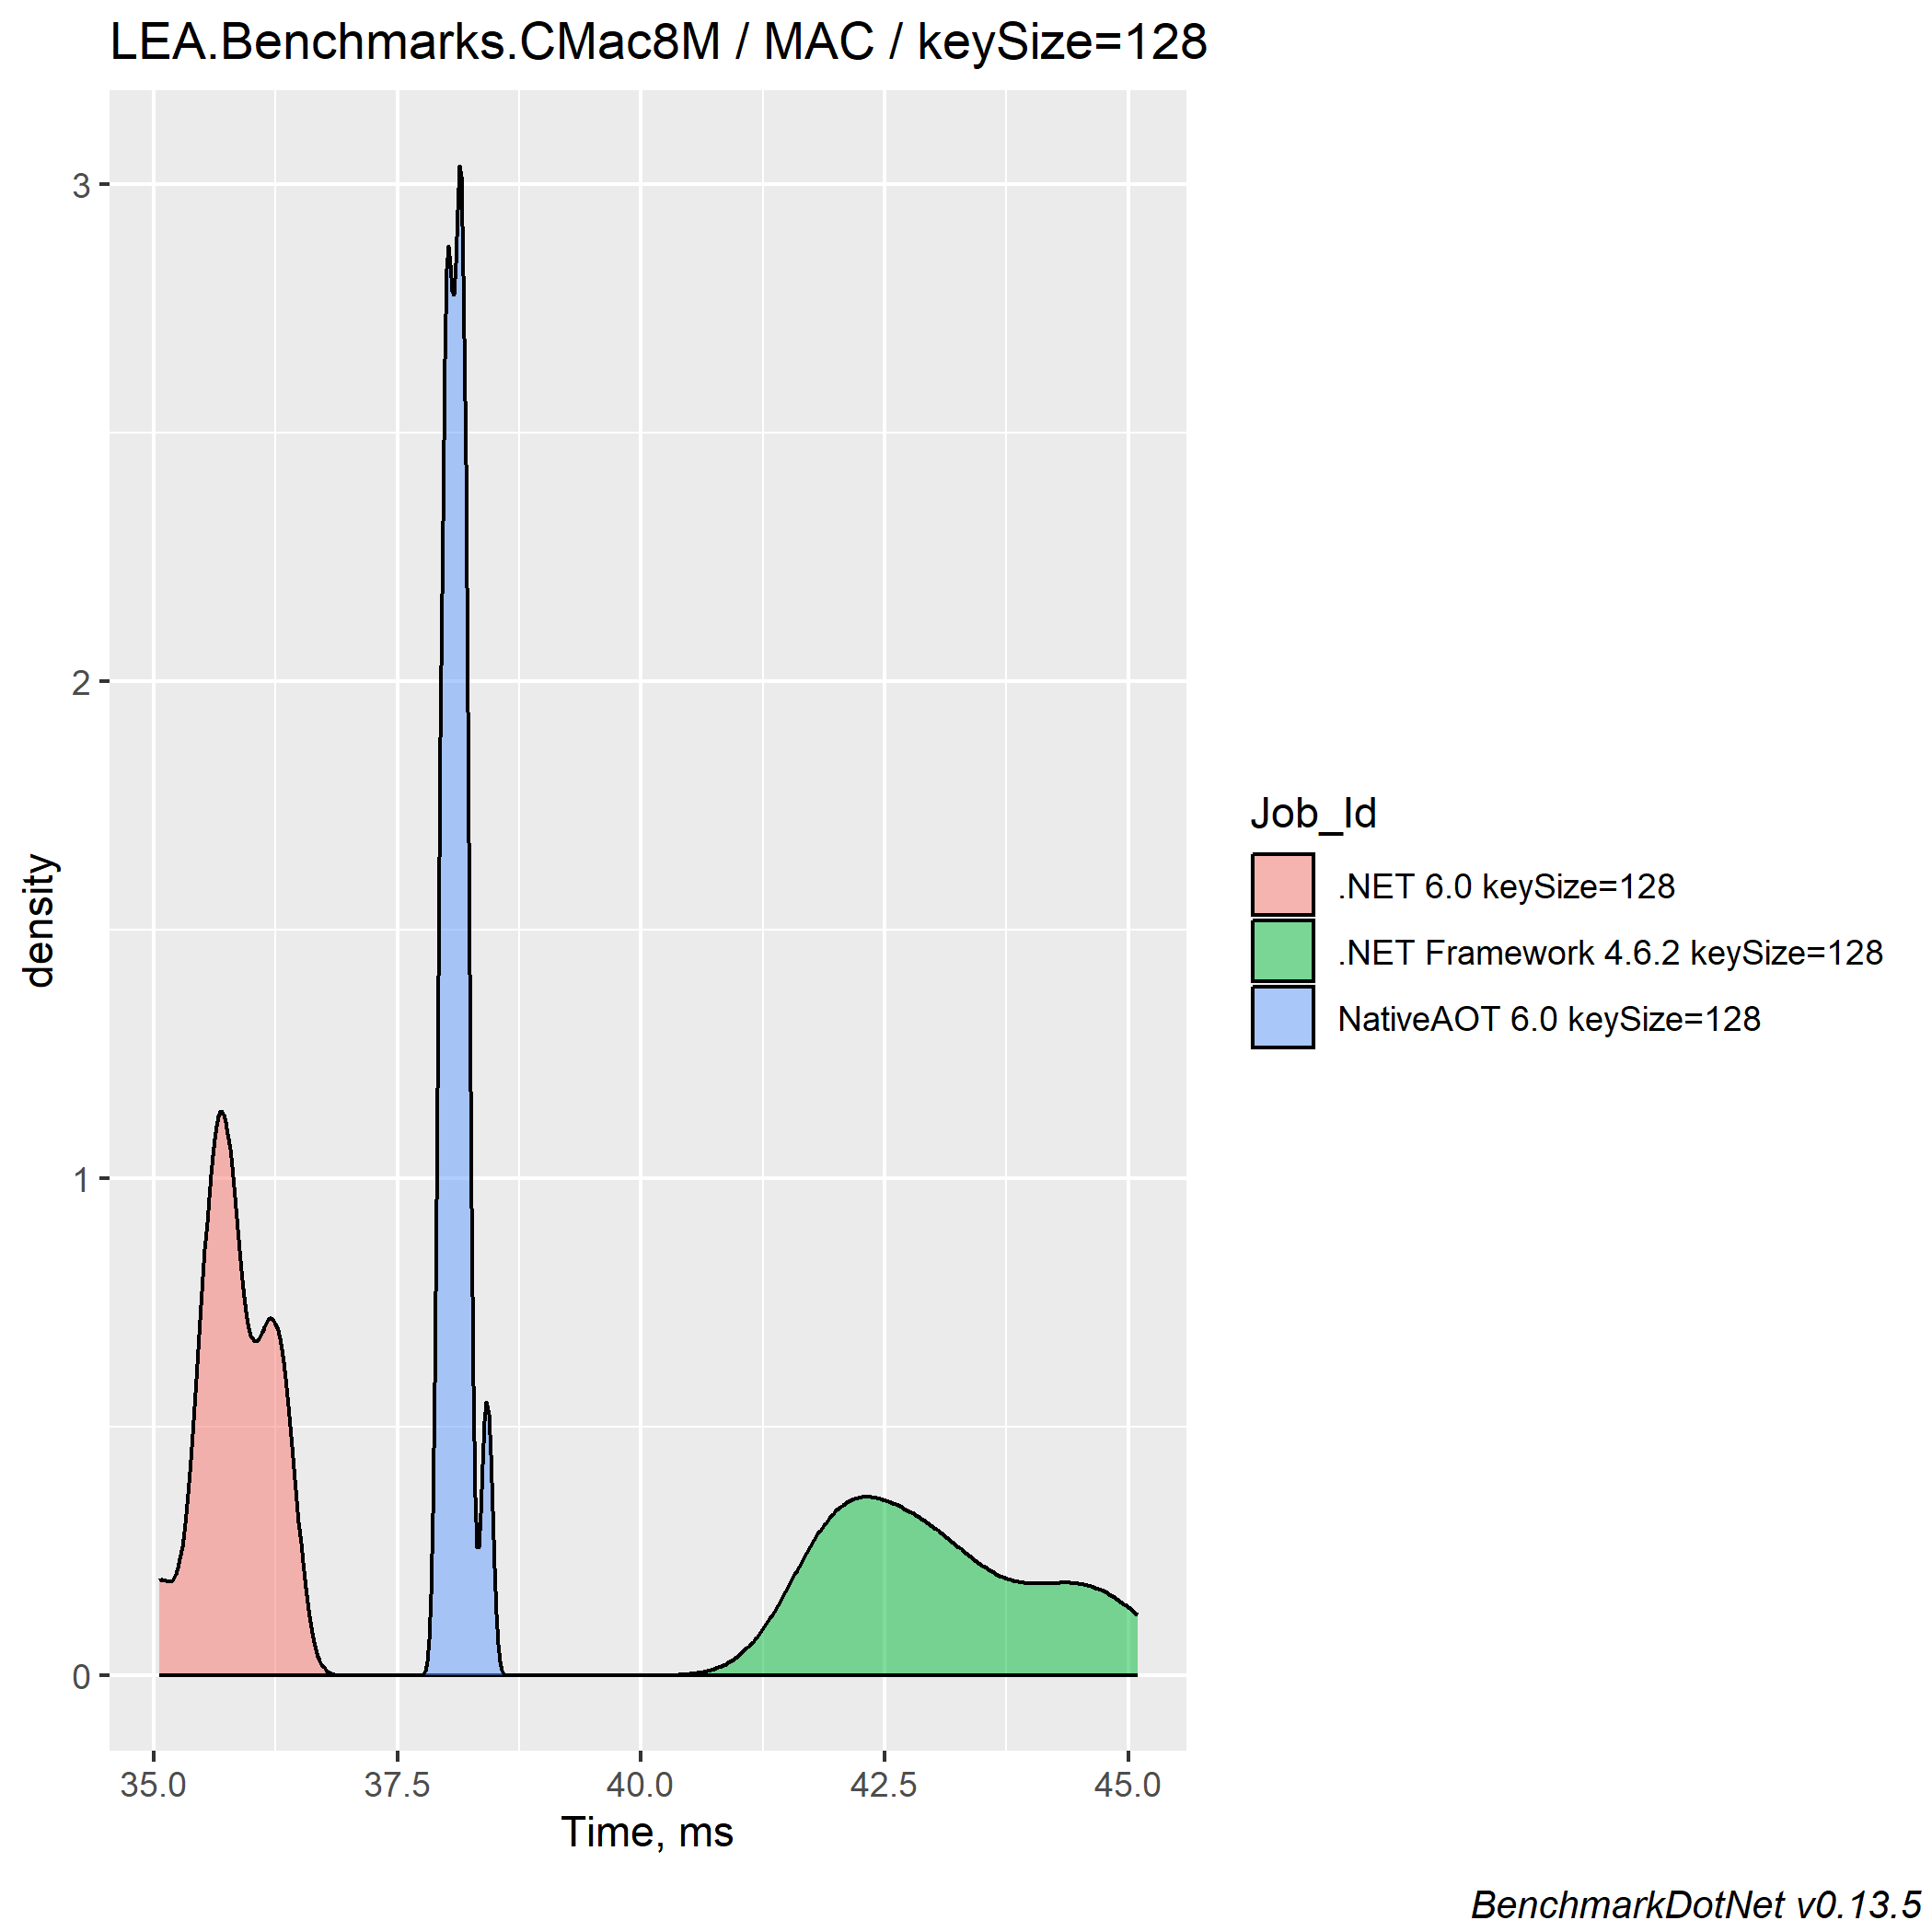 LEA.Benchmarks.CMac8M / MAC / keySize=128
density
3
2
1
0
35.0 37.5 40.0 42.5 45.0
Time, ms
Job_Id
.NET 6.0 keySize=128
.NET Framework 4.6.2 keySize=128
NativeAOT 6.0 keySize=128
BenchmarkDotNet v0.13.5